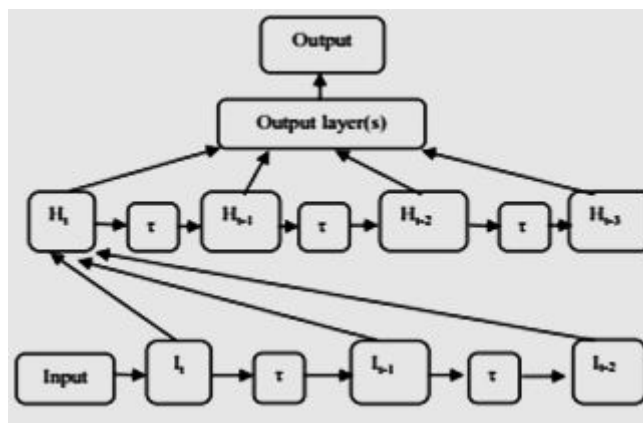 Output
Output layer(s)
Hₜ τ Hₜ₋₁ τ Hₜ₋₂ τ Hₜ₋₃
Input Iₜ τ Iₜ₋₁ τ Iₜ₋₂